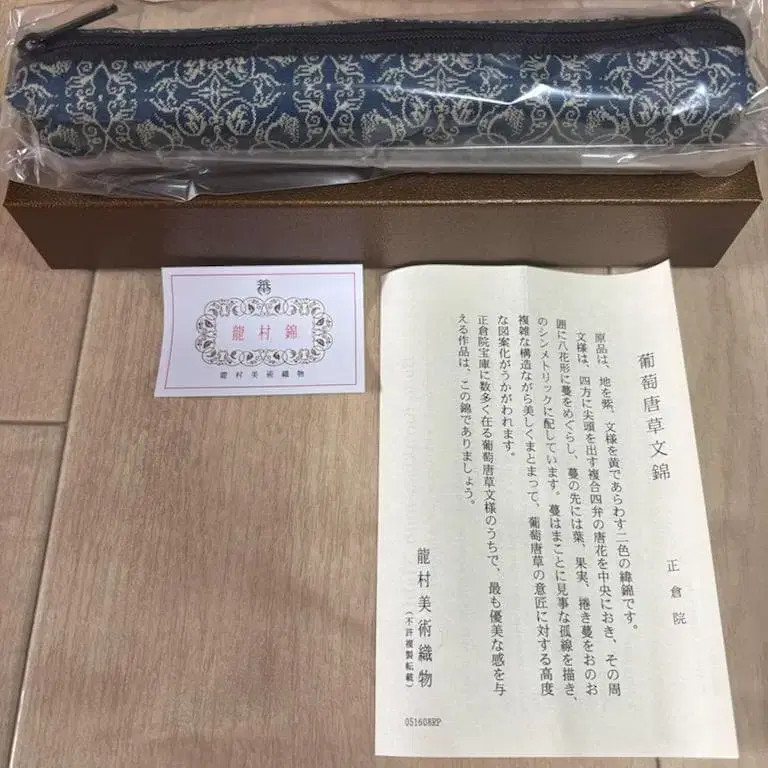 龍村錦
龍村美術織物
葡萄唐草文錦
正倉院
原品は、地を紫、文様を黄であらわす二色の緯錦です。
文様は、四方に尖頭を出す複合四弁の唐花を中央におき、その周
囲に八花形に蔓をめぐらし、蔓の先には葉、果実、捲き蔓をおのお
のシンメトリックに配しています。蔓はまことに見事な孤線を描き、
複雑な構造ながら美しくまとまって、葡萄唐草の意匠に対する高度
な図案化がうかがわれます。
正倉院宝庫に数多く在る葡萄唐草文様のうちで、最も優美な感を与
える作品は、この錦でありましょう。
龍村美術織物
(不許複製転載)
051608RP